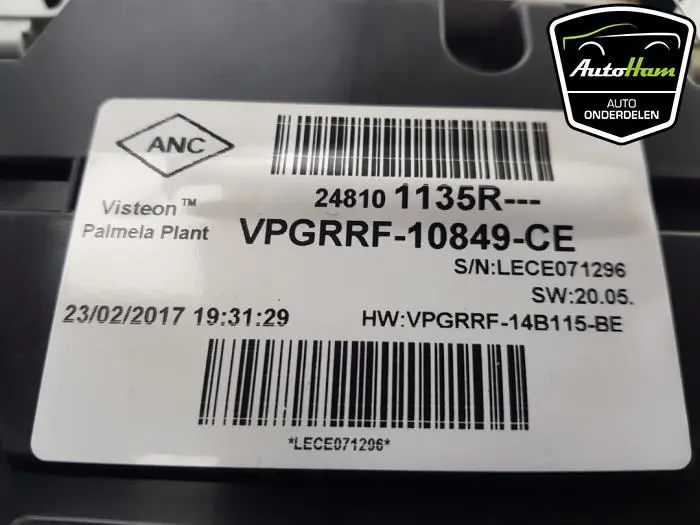 AutoHam
AUTO
ONDERDELEN
ANC
24810 1135R---
Visteon™
Palmela Plant
VPGRRF-10849-CE
S/N:LECE071296
SW:20.05.
23/02/2017 19:31:29
HW:VPGRRF-14B115-BE
*LECE071296*